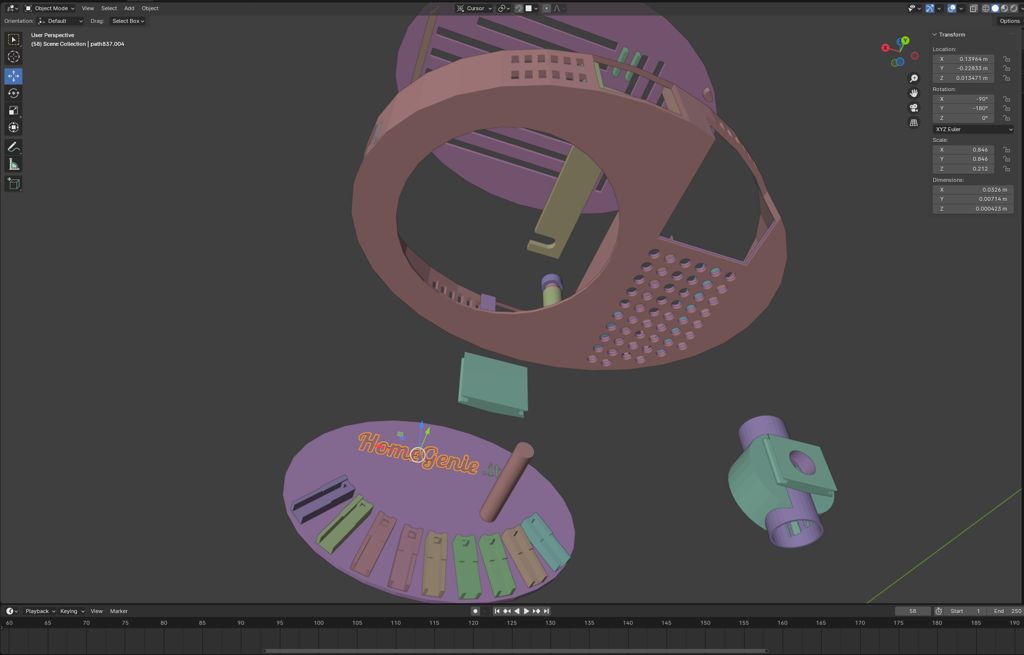 Object Mode View Select Add Object Cursor
Orientation: Default Drag: Select Box Options
User Perspective
(58) Scene Collection | path837.004
Transform
Location:
X 0.13964 m
Y -0.22833 m
Z 0.013471 m
Rotation:
X -90°
Y -180°
Z 0°
XYZ Euler
Scale:
X 0.846
Y 0.846
Z 0.212
Dimensions:
X 0.0326 m
Y 0.00714 m
Z 0.000423 m
X
Y
HomeGenie
Playback Keying View Marker 58 Start 1 End 250
60 65 70 75 80 85 90 95 100 105 110 115 120 125 130 135 140 145 150 155 160 165 170 175 180 185 190